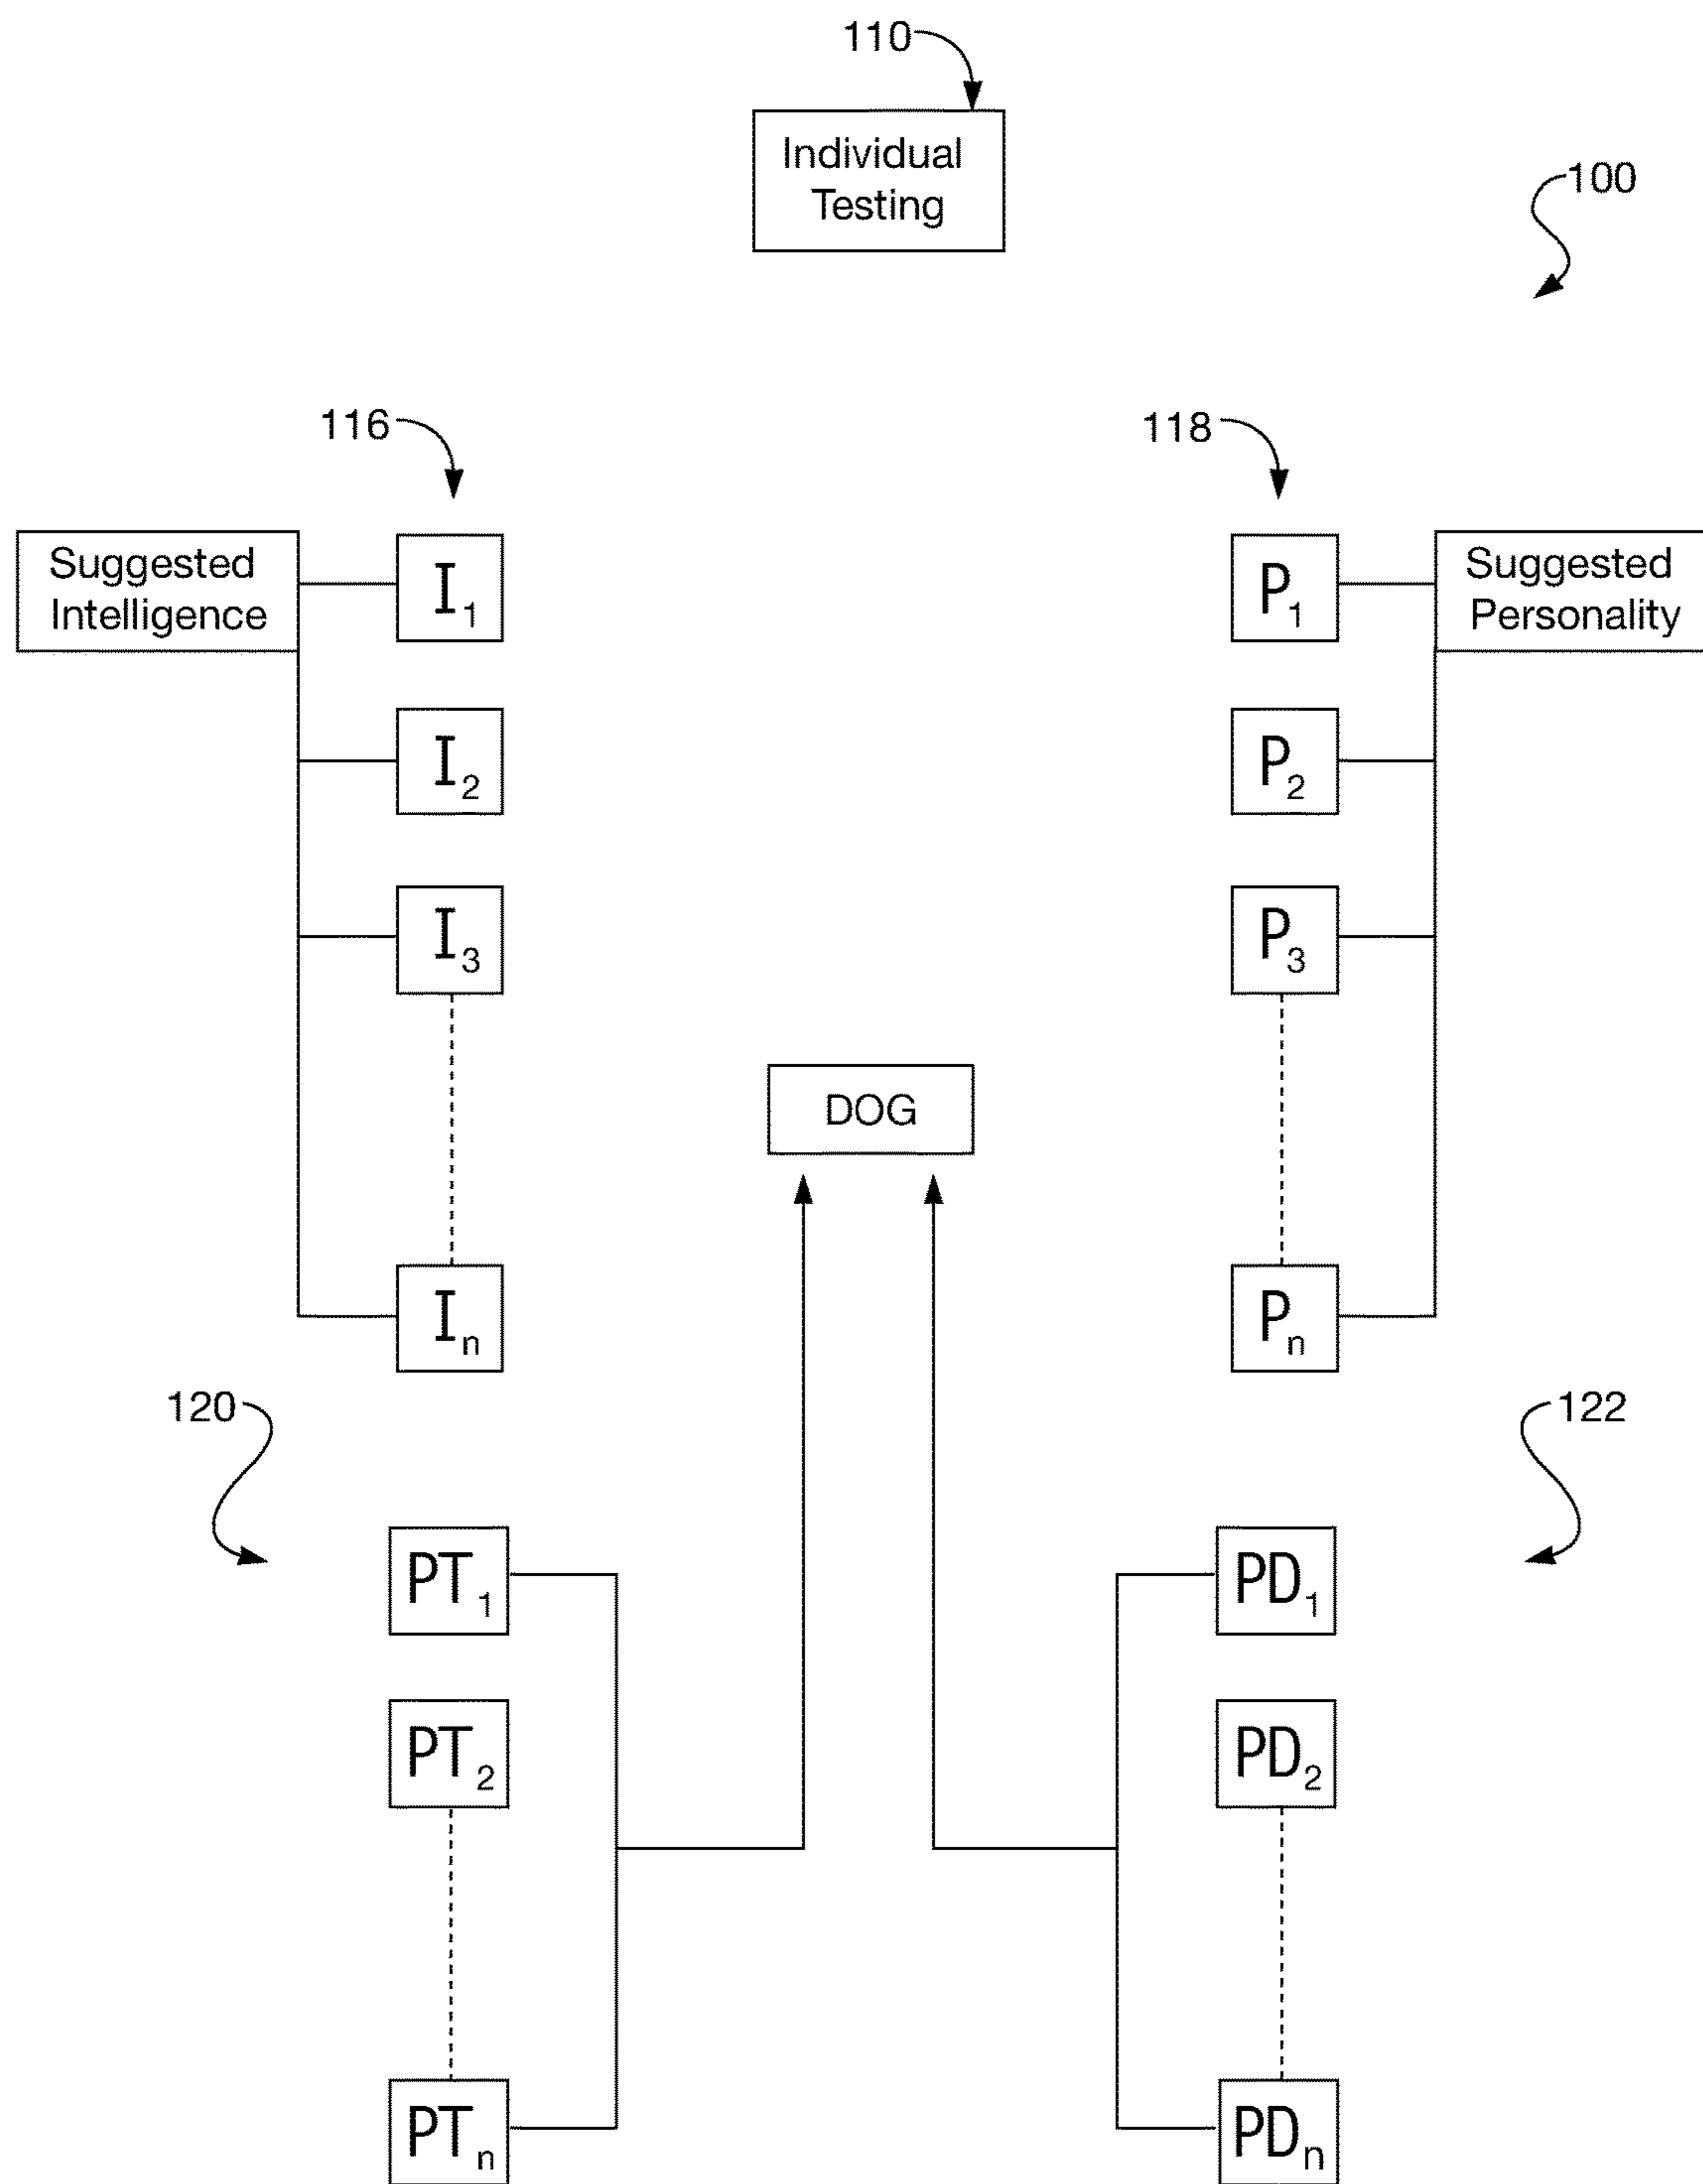 110
Individual
Testing
100
116
118
Suggested
Intelligence
I1
P1
Suggested
Personality
I2
P2
I3
P3
DOG
In
Pn
120
122
PT1
PD1
PT2
PD2
PTn
PDn